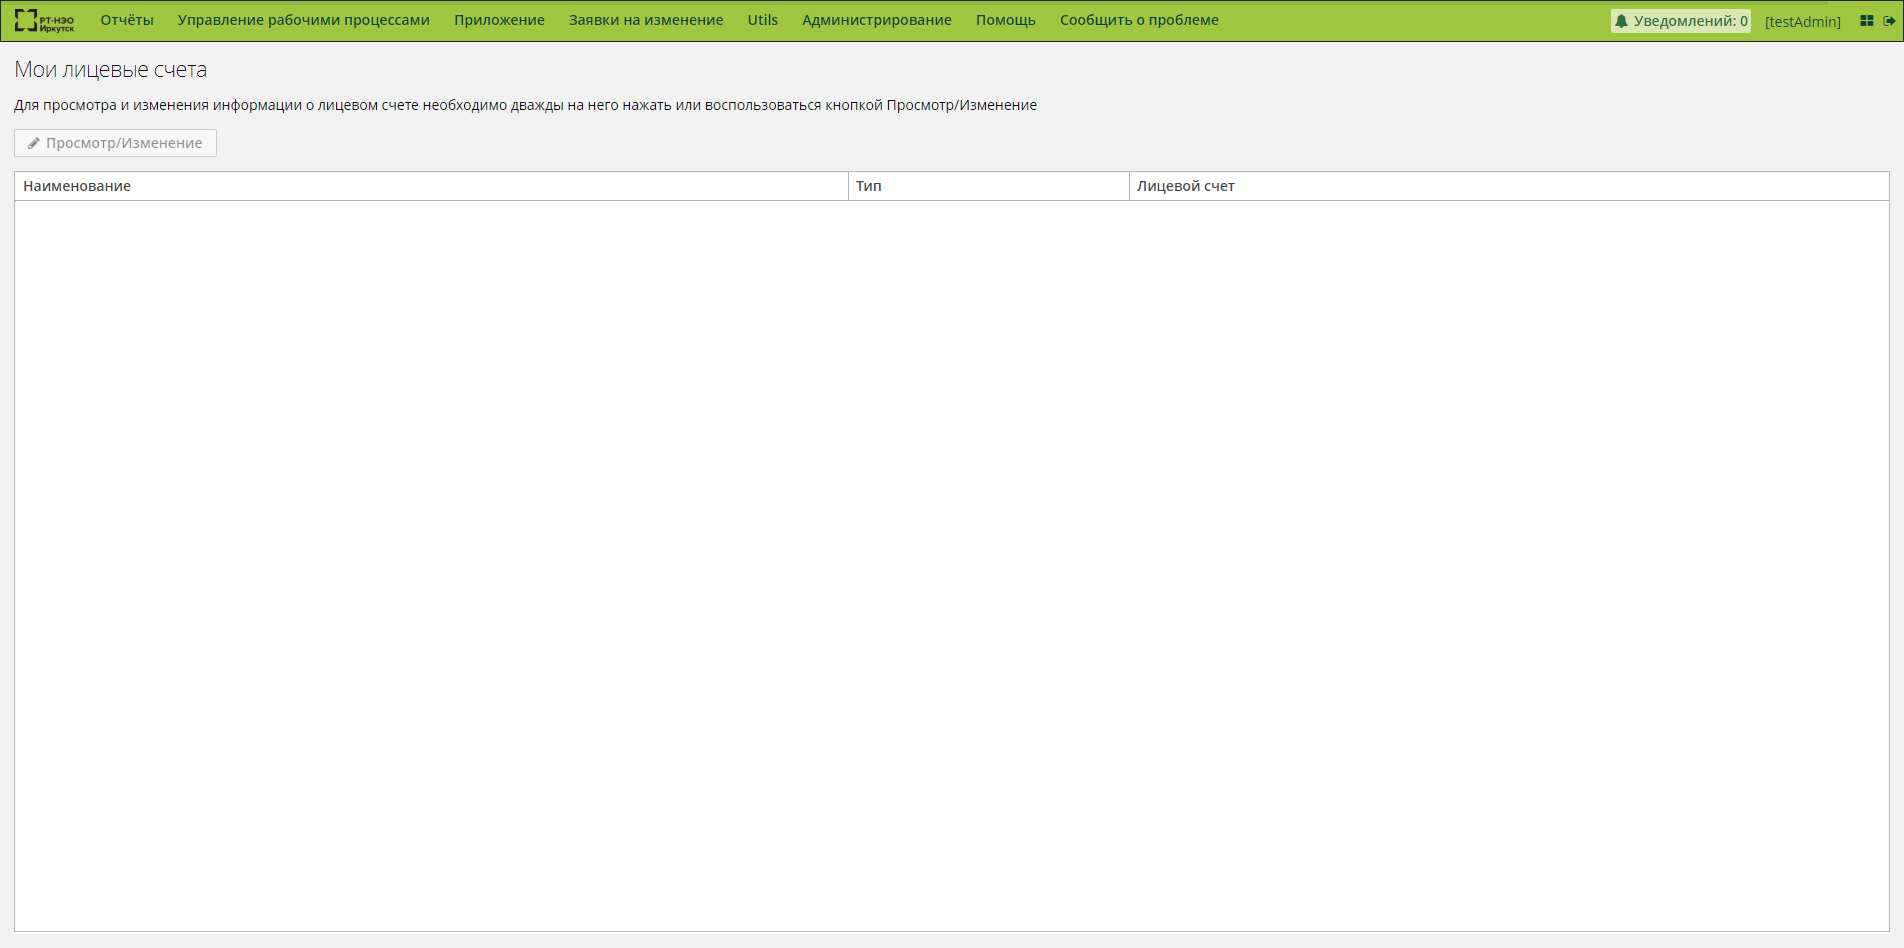 РТ-НЭО Иркутск Отчёты Управление рабочими процессами Приложение Заявки на изменение Utils Администрирование Помощь Сообщить о проблеме Уведомлений: 0 [testAdmin]
Мои лицевые счета
Для просмотра и изменения информации о лицевом счете необходимо дважды на него нажать или воспользоваться кнопкой Просмотр/Изменение
Просмотр/Изменение
Наименование Тип Лицевой счет